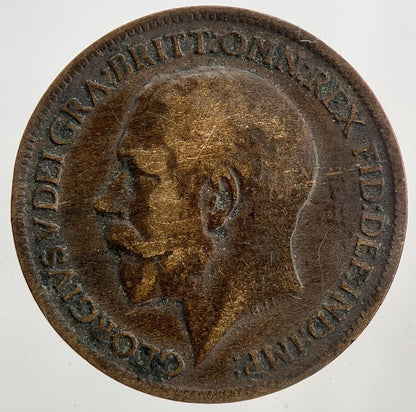 GEORGIVS V DEI GRA: BRITT: OMN: REX FID: DEF: IND: IMP: